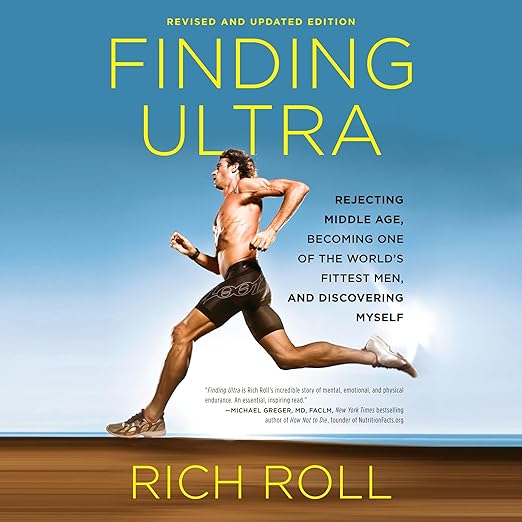 REVISED AND UPDATED EDITION
FINDING
ULTRA
REJECTING
MIDDLE AGE,
BECOMING ONE
OF THE WORLD'S
FITTEST MEN,
AND DISCOVERING
MYSELF
"Finding Ultra is Rich Roll's incredible story of mental, emotional, and physical
endurance. An essential, inspiring read."
—MICHAEL GREGER, MD, FACLM, New York Times bestselling
author of How Not to Die, founder of NutritionFacts.org
RICH ROLL